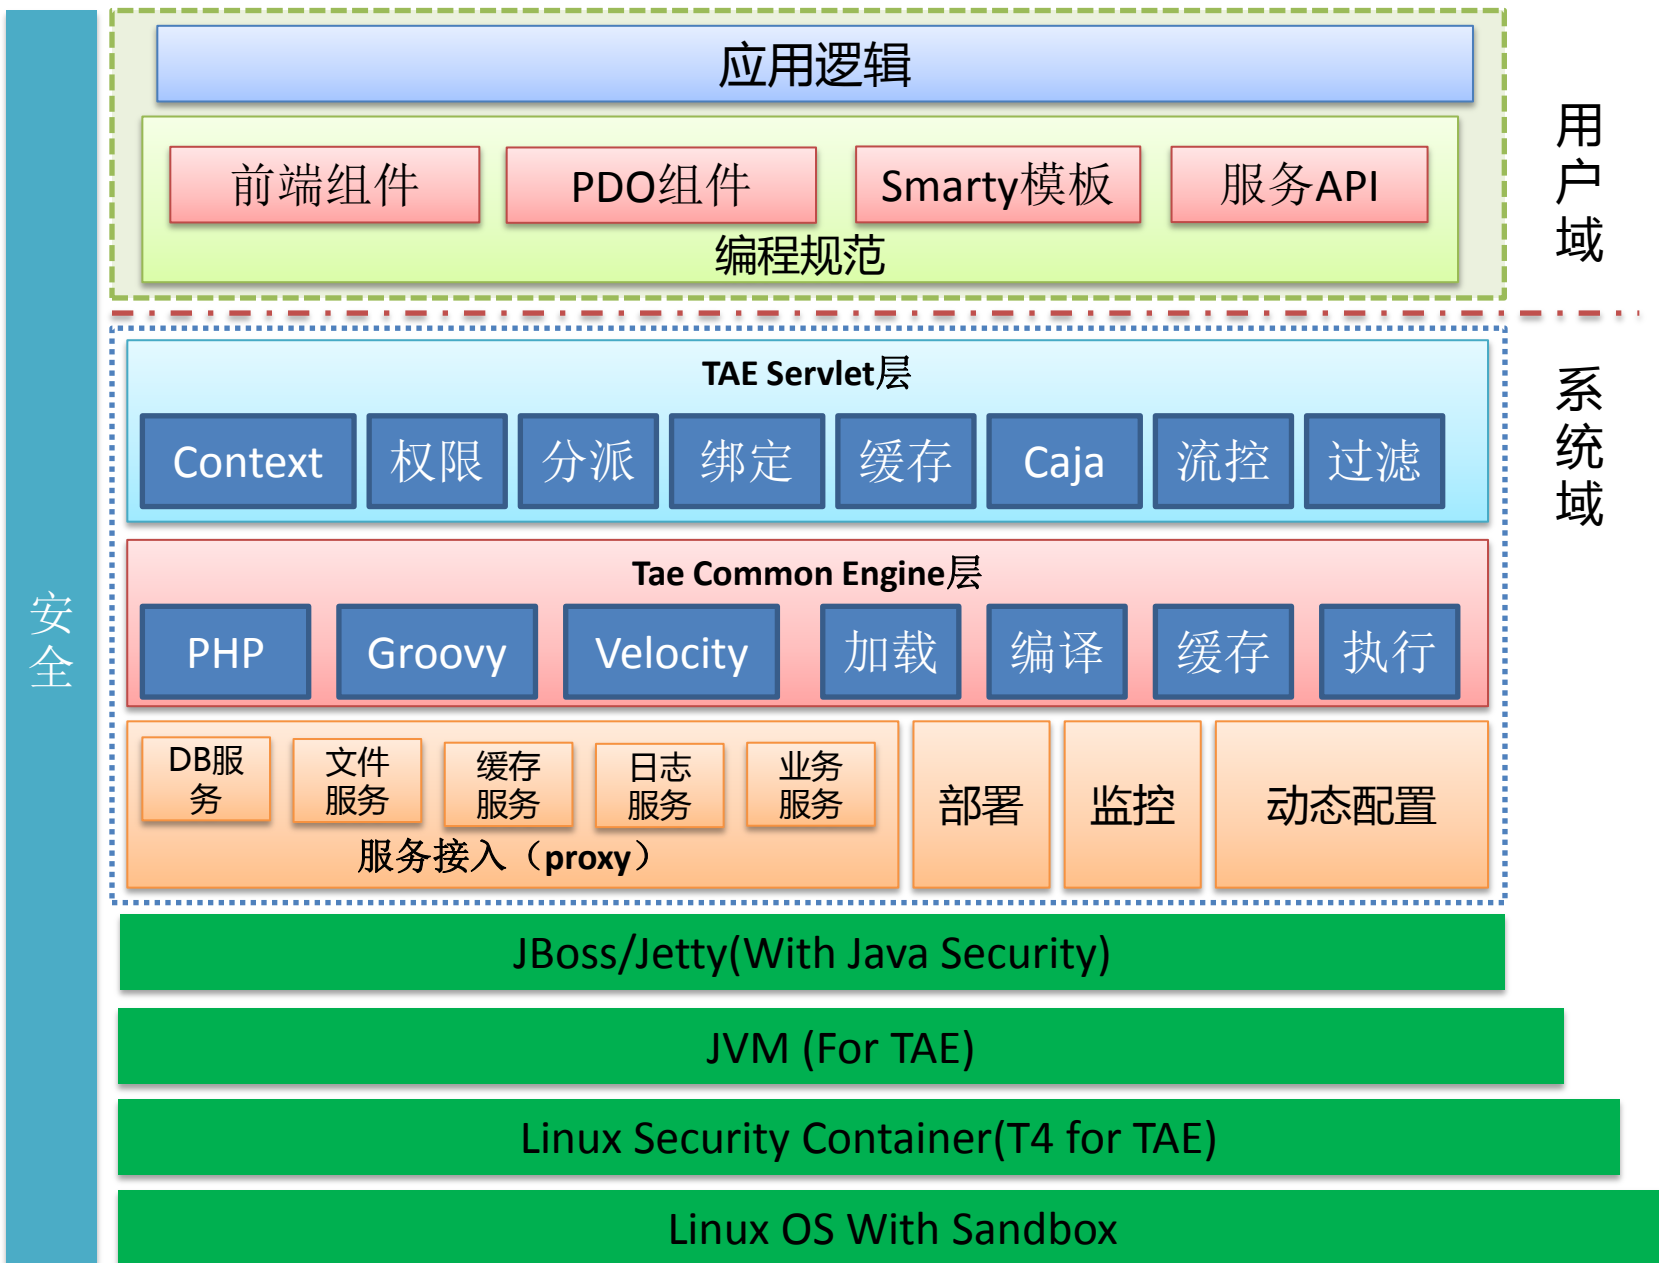 应用逻辑
前端组件
PDO组件
Smarty模板
服务API
编程规范
用
户
域
TAE Servlet层
Context
权限
分派
绑定
缓存
Caja
流控
过滤
系
统
域
Tae Common Engine层
PHP
Groovy
Velocity
加载
编译
缓存
执行
安
全
DB服
务
文件
服务
缓存
服务
日志
服务
业务
服务
服务接入（proxy）
部署
监控
动态配置
JBoss/Jetty(With Java Security)
JVM (For TAE)
Linux Security Container(T4 for TAE)
Linux OS With Sandbox